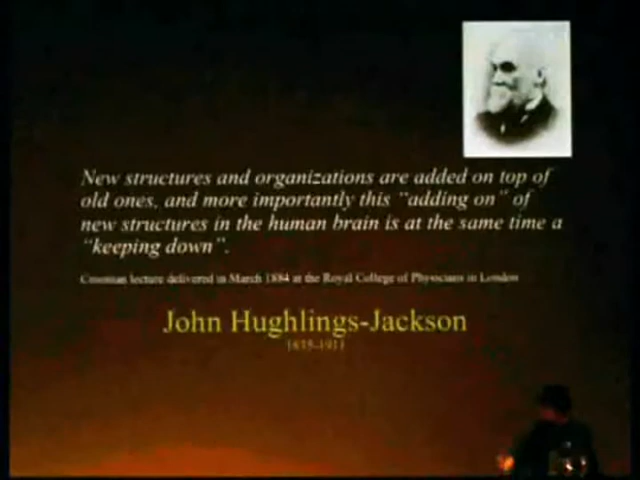 New structures and organizations are added on top of
old ones, and more importantly this "adding on" of
new structures in the human brain is at the same time a
"keeping down".
Croonian lecture delivered in March 1884 at the Royal College of Physicians in London
John Hughlings-Jackson
1835-1911